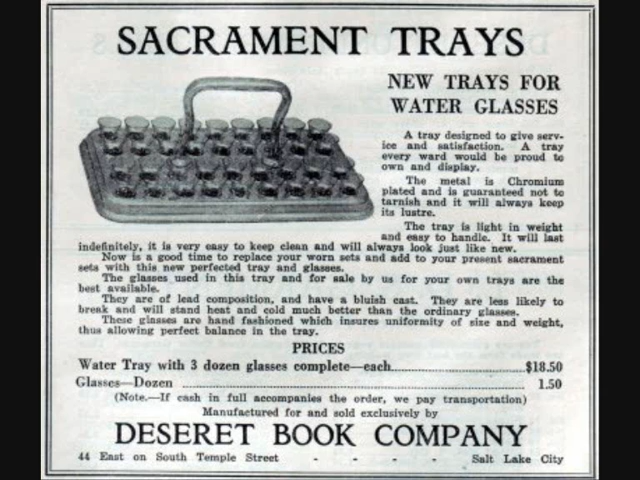 SACRAMENT TRAYS
NEW TRAYS FOR
WATER GLASSES
A tray designed to give serv-
ice and satisfaction. A tray
every ward would be proud to
own and display.
The metal is Chromium
plated and is guaranteed not to
tarnish and it will always keep
its lustre.
The tray is light in weight
and easy to handle. It will last
indefinitely, it is very easy to keep clean and will always look just like new.
Now is a good time to replace your worn sets and add to your present sacrament
sets with this new perfected tray and glasses.
The glasses used in this tray and for sale by us for your own trays are the
best available.
They are of lead composition, and have a bluish cast. They are less likely to
break and will stand heat and cold much better than the ordinary glasses.
These glasses are hand fashioned which insures uniformity of size and weight,
thus allowing perfect balance in the tray.
PRICES
Water Tray with 3 dozen glasses complete—each..............................$18.50
Glasses—Dozen .............................................................................. 1.50
(Note.—If cash in full accompanies the order, we pay transportation)
Manufactured for and sold exclusively by
DESERET BOOK COMPANY
44 East on South Temple Street - - - - Salt Lake City